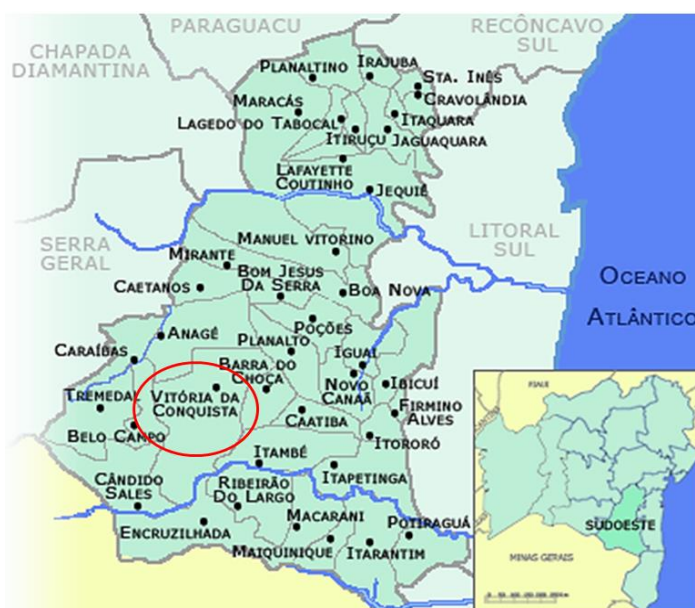 PARAGUACU
RECÔNCAVO
SUL
CHAPADA
DIAMANTINA
PLANALTINO
IRAJUBA
STA. INÊS
CRAVOLÂNDIA
MARACÁS
ITAQUARA
LAGEDO DO TABOCAL
ITIRUÇU
JAGUAQUARA
LAFAYETTE
COUTINHO
JEQUIÉ
SERRA
GERAL
LITORAL
SUL
MANUEL VITORINO
MIRANTE
BOM JESUS
DA SERRA
CAETANOS
BOA NOVA
OCEANO
ATLÂNTICO
ANAGÉ
POÇÕES
PLANALTO
CARAÍBAS
IGUAÍ
BARRA DO
CHOÇA
NOVO
CANAÃ
IBICUÍ
TREMEDAL
VITÓRIA DA
CONQUISTA
CAATIBA
FIRMINO
ALVES
BELO CAMPO
ITORORÓ
ITAMBÉ
ITAPETINGA
CÂNDIDO
SALES
RIBEIRÃO
DO LARGO
MACARANI
POTIRAGUÁ
ENCRUZILHADA
MAIQUINIQUE
ITARANTIM
PIAUÍ
SUDOESTE
MINAS GERAIS